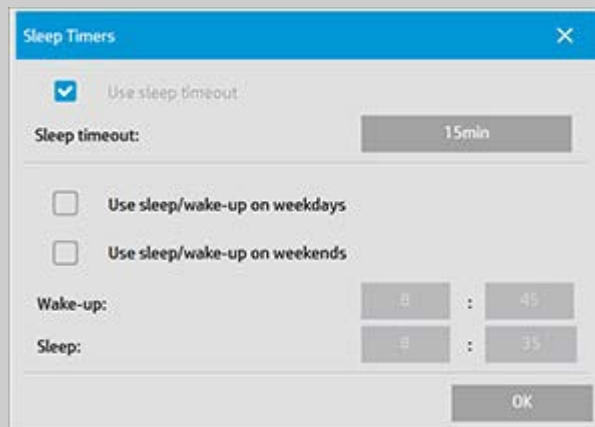 Sleep Timers
Use sleep timeout
Sleep timeout: 15min
Use sleep/wake-up on weekdays
Use sleep/wake-up on weekends
Wake-up: 8 : 45
Sleep: 8 : 35
OK